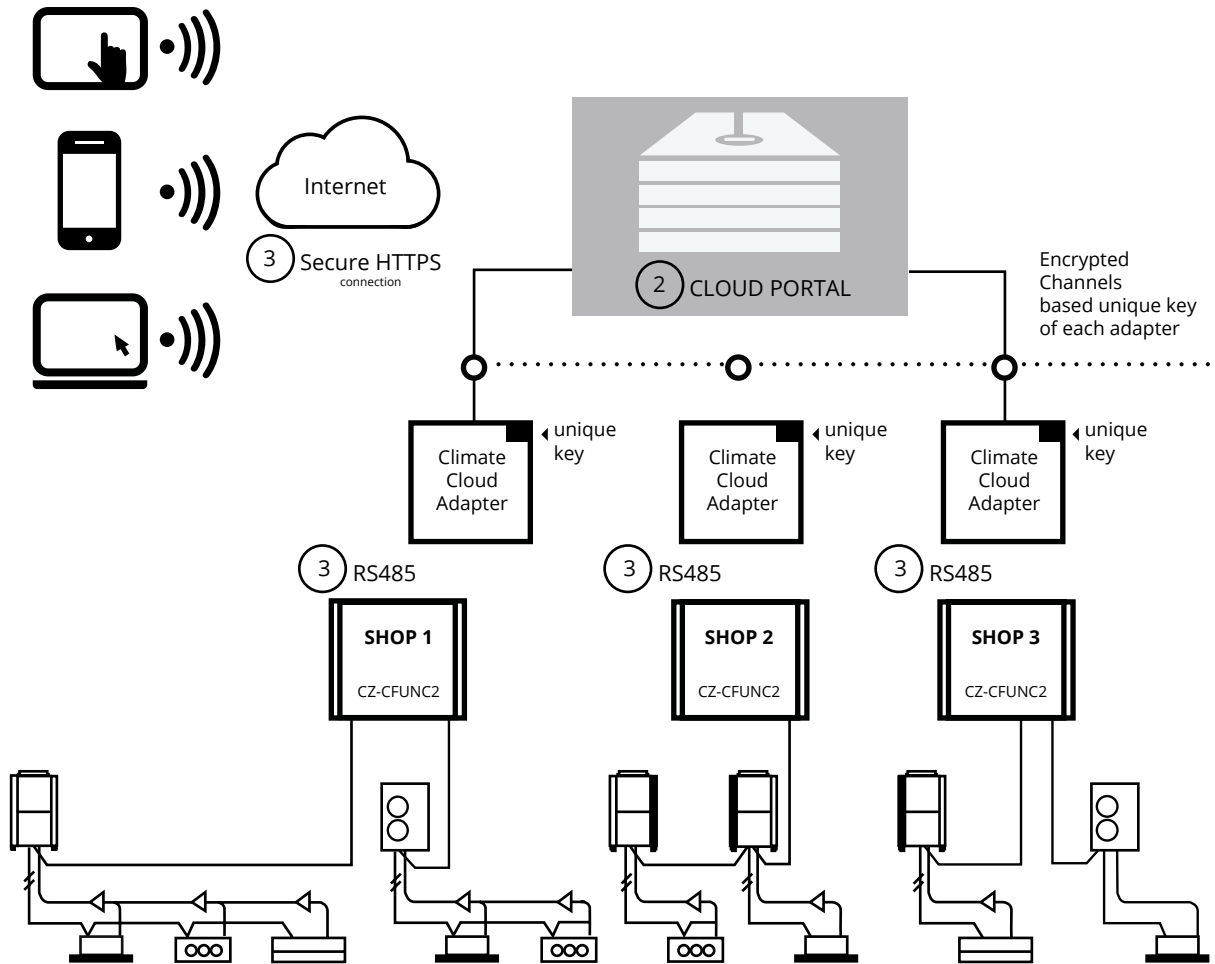 Internet
3
Secure HTTPS
connection
2
CLOUD PORTAL
Encrypted
Channels
based unique key
of each adapter
Climate
Cloud
Adapter
unique
key
Climate
Cloud
Adapter
unique
key
Climate
Cloud
Adapter
unique
key
3
RS485
3
RS485
3
RS485
SHOP 1
CZ-CFUNC2
SHOP 2
CZ-CFUNC2
SHOP 3
CZ-CFUNC2